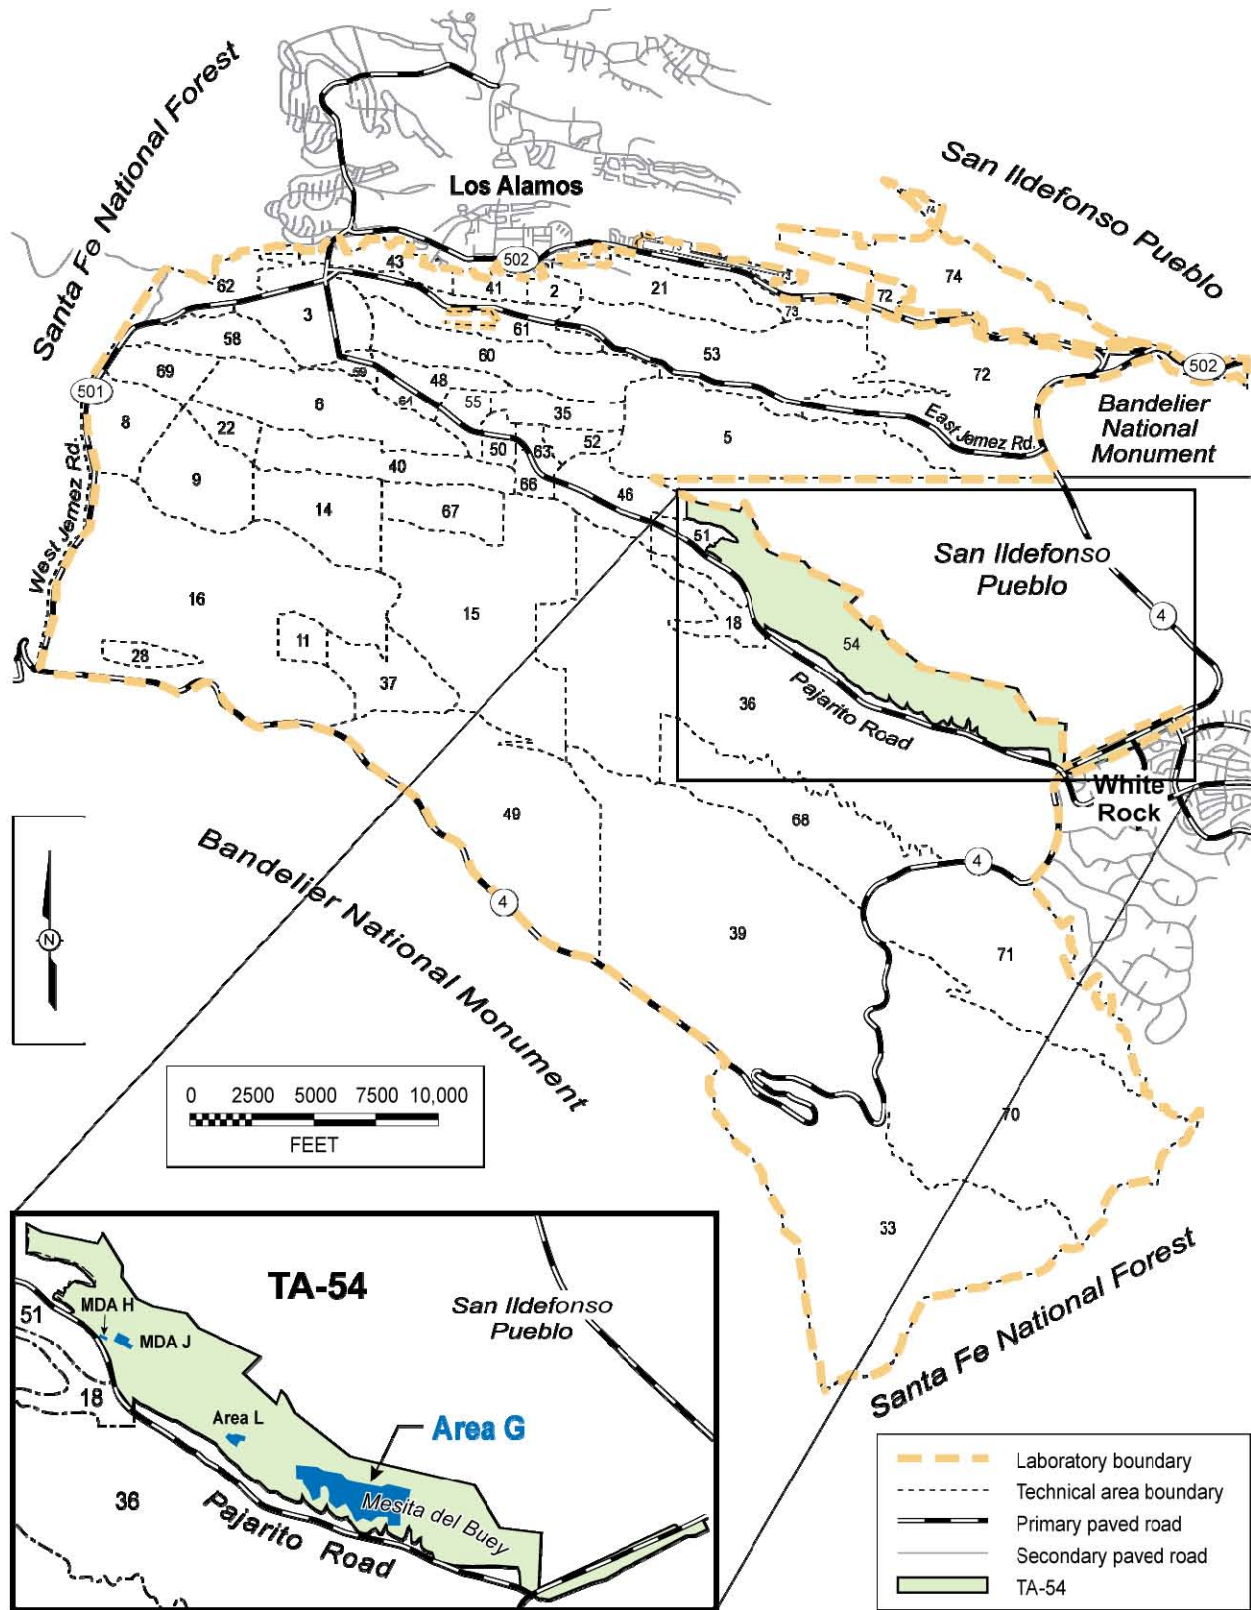 Santa Fe National Forest
Los Alamos
San Ildefonso Pueblo
502
74
74
43
62
41
2
21
72
73
3
61
58
53
60
72
502
69
59
48
501
64
55
35
8
6
22
East Jemez Rd.
Bandelier
National
Monument
5
52
50
63
40
9
66
46
14
67
51
San Ildefonso
Pueblo
West Jemez Rd.
16
15
4
18
11
54
28
37
36
Pajarito Road
White
Rock
49
68
Bandelier National Monument
4
4
39
71
N
0 2500 5000 7500 10,000
FEET
70
33
Santa Fe National Forest
TA-54
MDA H
San Ildefonso
Pueblo
51
MDA J
18
Area L
Area G
36
Mesita del Buey
Pajarito Road
Laboratory boundary
Technical area boundary
Primary paved road
Secondary paved road
TA-54